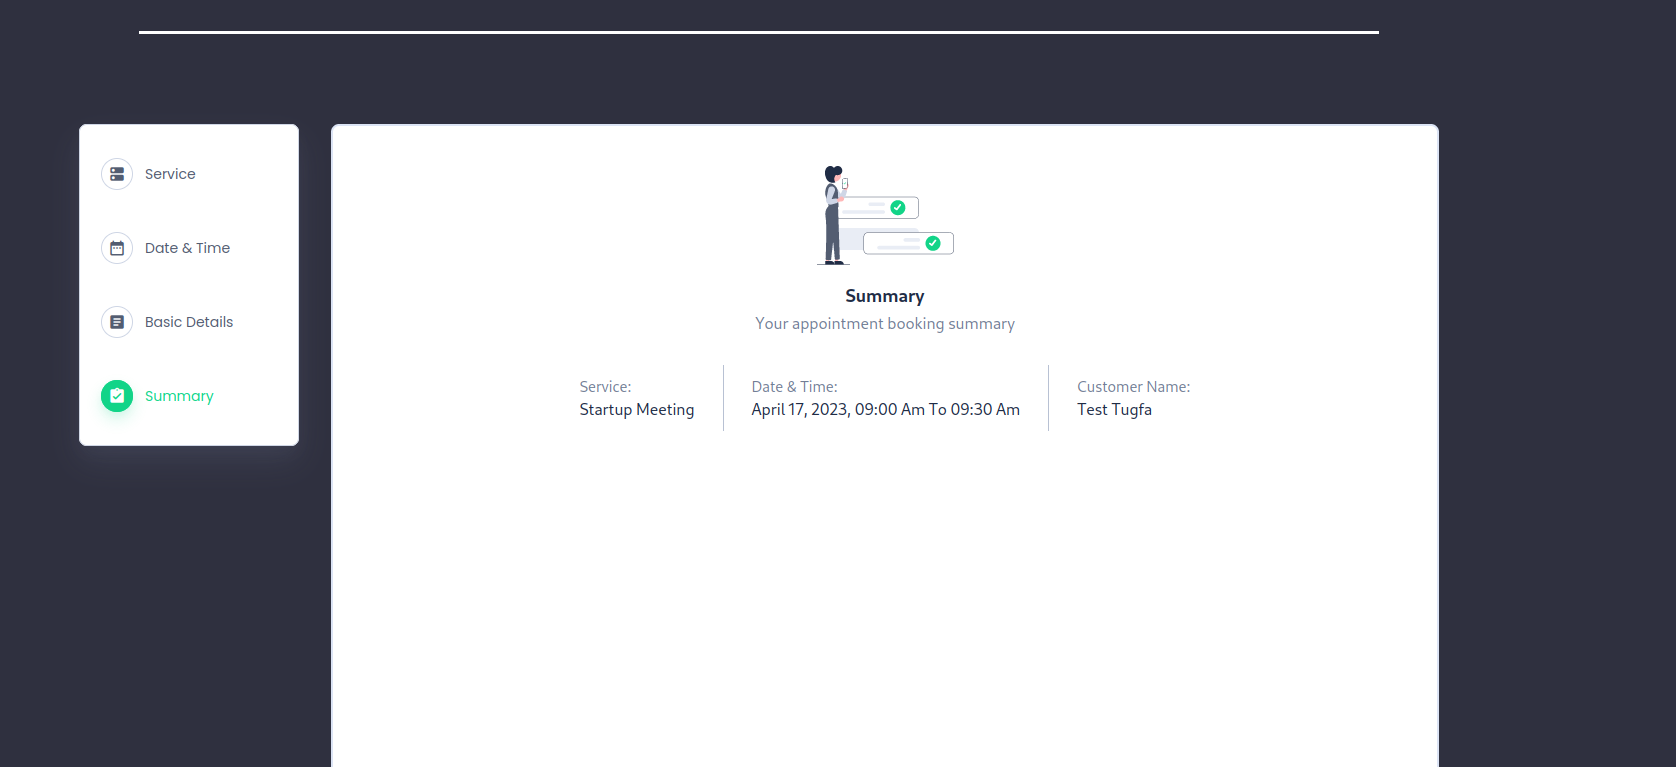 Service
Date & Time
Basic Details
Summary
Summary
Your appointment booking summary
Service:
Startup Meeting
Date & Time:
April 17, 2023, 09:00 Am To 09:30 Am
Customer Name:
Test Tugfa